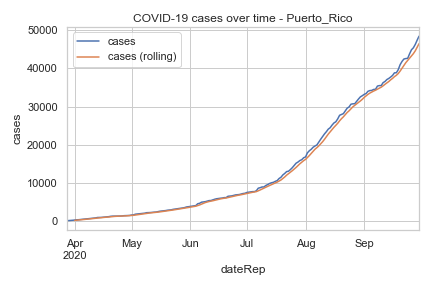 COVID-19 cases over time - Puerto_Rico
cases
cases (rolling)
50000
40000
30000
20000
10000
0
cases
Apr
2020
May
Jun
Jul
Aug
Sep
dateRep